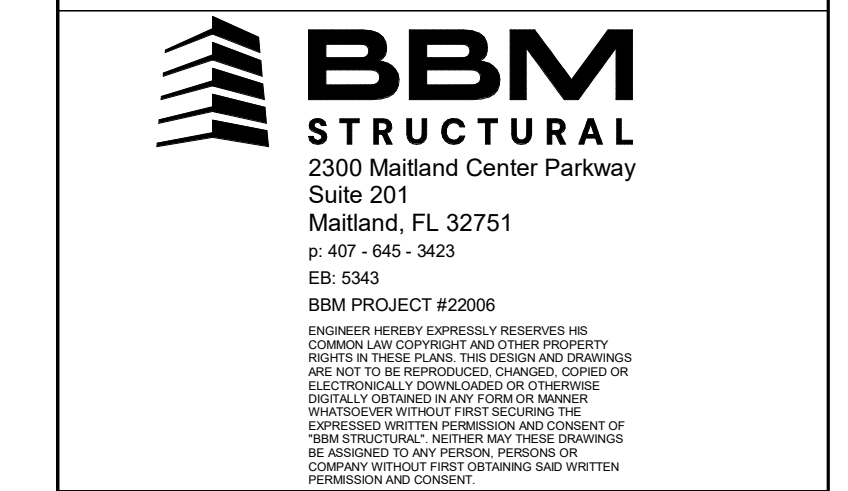 BBM
STRUCTURAL
2300 Maitland Center Parkway
Suite 201
Maitland, FL 32751
p: 407 - 645 - 3423
EB: 5343
BBM PROJECT #22006
ENGINEER HEREBY EXPRESSLY RESERVES HIS
COMMON LAW COPYRIGHT AND OTHER PROPERTY
RIGHTS IN THESE PLANS. THIS DESIGN AND DRAWINGS
ARE NOT TO BE REPRODUCED, CHANGED, COPIED OR
ELECTRONICALLY DOWNLOADED OR OTHERWISE
DIGITALLY OBTAINED IN ANY FORM OR MANNER
WHATSOEVER WITHOUT FIRST SECURING THE
EXPRESSED WRITTEN PERMISSION AND CONSENT OF
"BBM STRUCTURAL". NEITHER MAY THESE DRAWINGS
BE ASSIGNED TO ANY PERSON, PERSONS OR
COMPANY WITHOUT FIRST OBTAINING SAID WRITTEN
PERMISSION AND CONSENT.